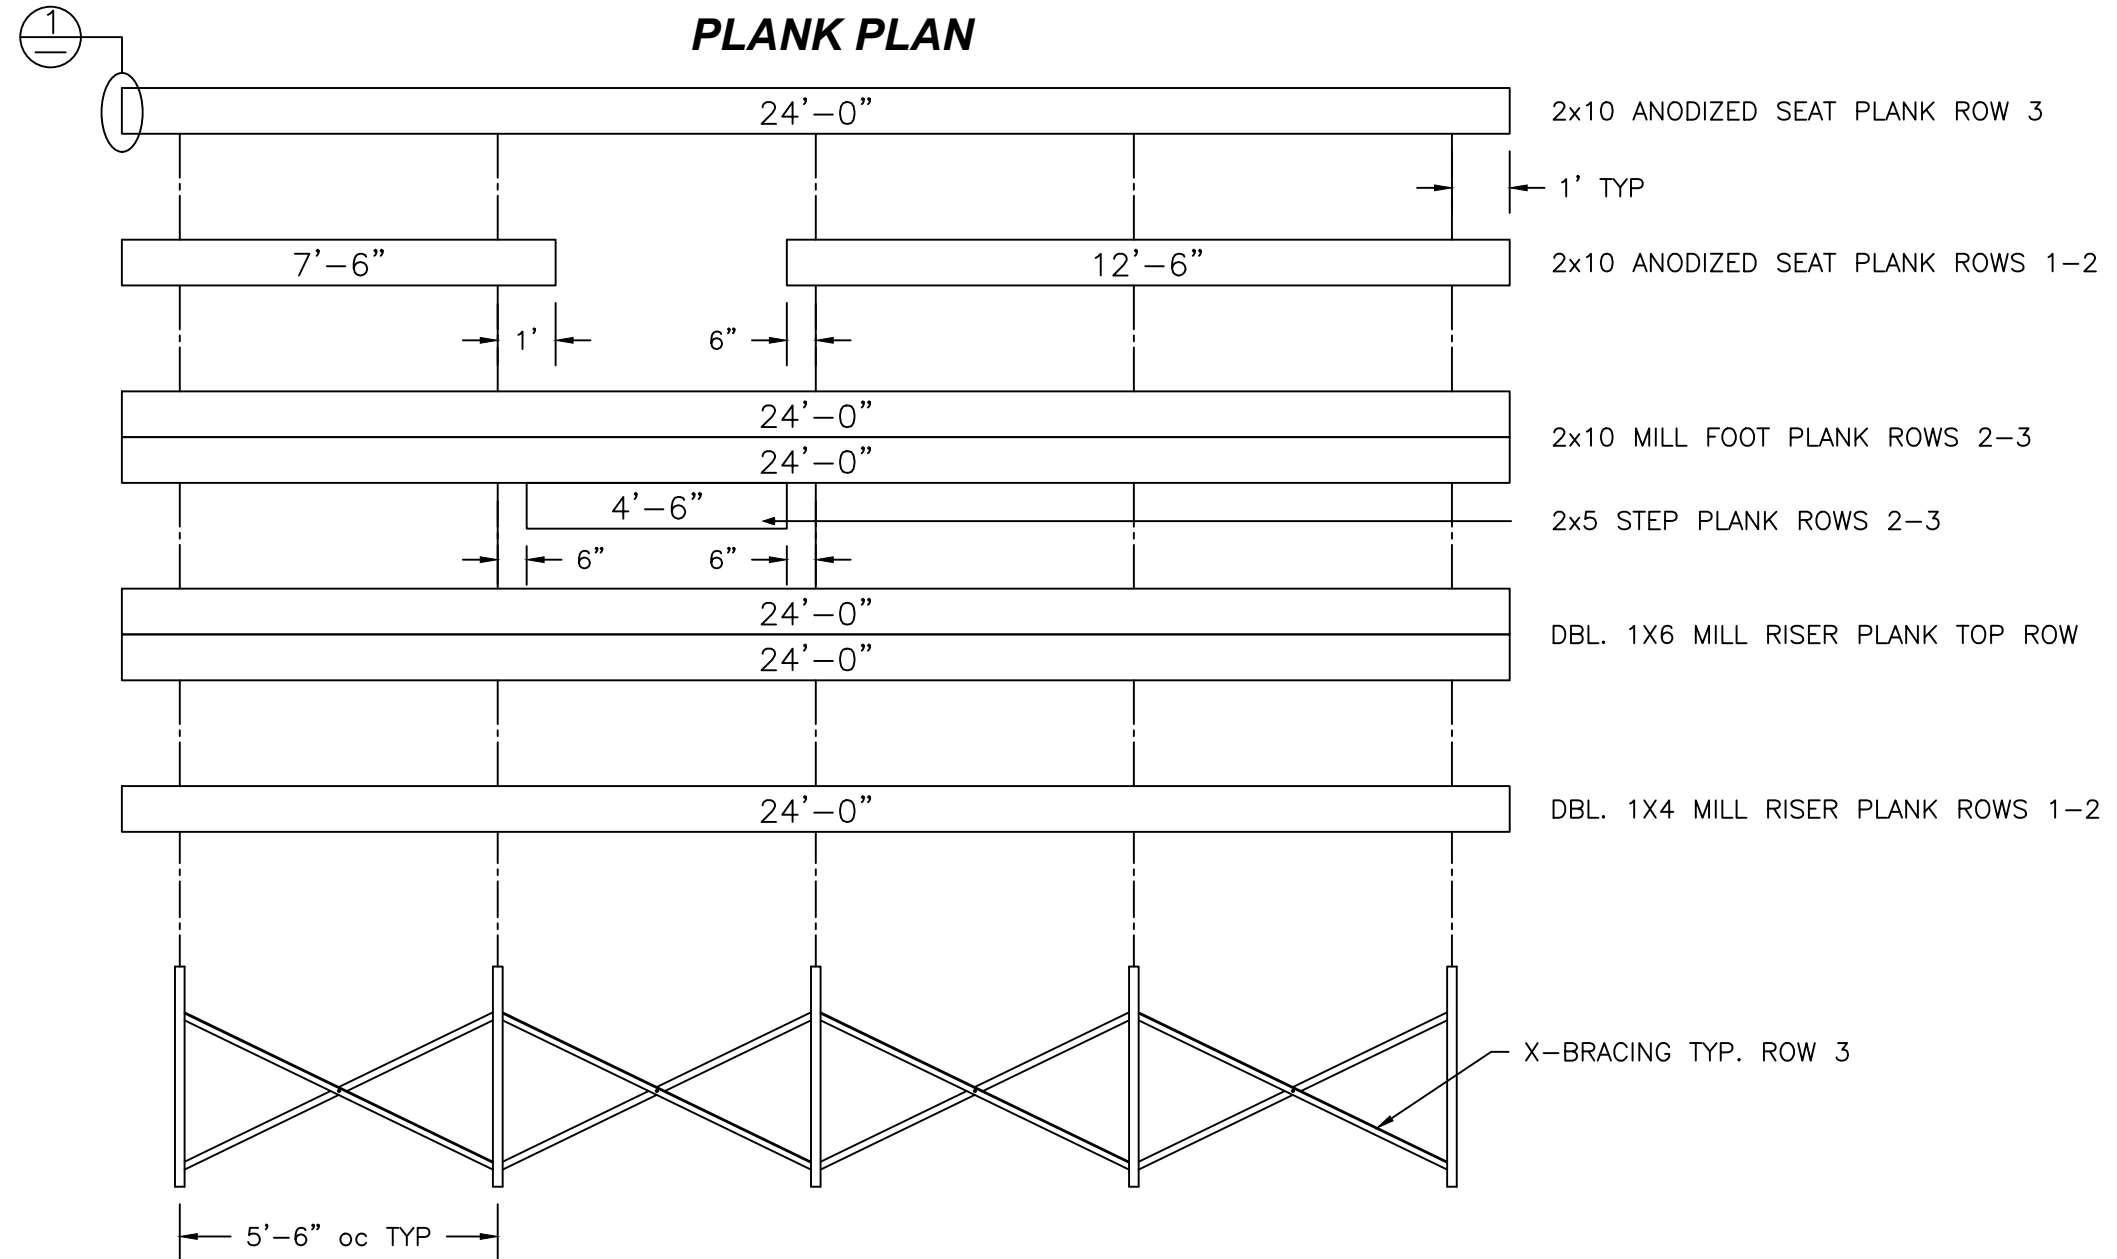 1
PLANK PLAN
24’-0” 2x10 ANODIZED SEAT PLANK ROW 3
1’ TYP
7’-6” 12’-6” 2x10 ANODIZED SEAT PLANK ROWS 1-2
1’ 6”
24’-0”
2x10 MILL FOOT PLANK ROWS 2-3
24’-0”
4’-6” 2x5 STEP PLANK ROWS 2-3
6” 6”
24’-0”
DBL. 1X6 MILL RISER PLANK TOP ROW
24’-0”
24’-0” DBL. 1X4 MILL RISER PLANK ROWS 1-2
X-BRACING TYP. ROW 3
5’-6” oc TYP